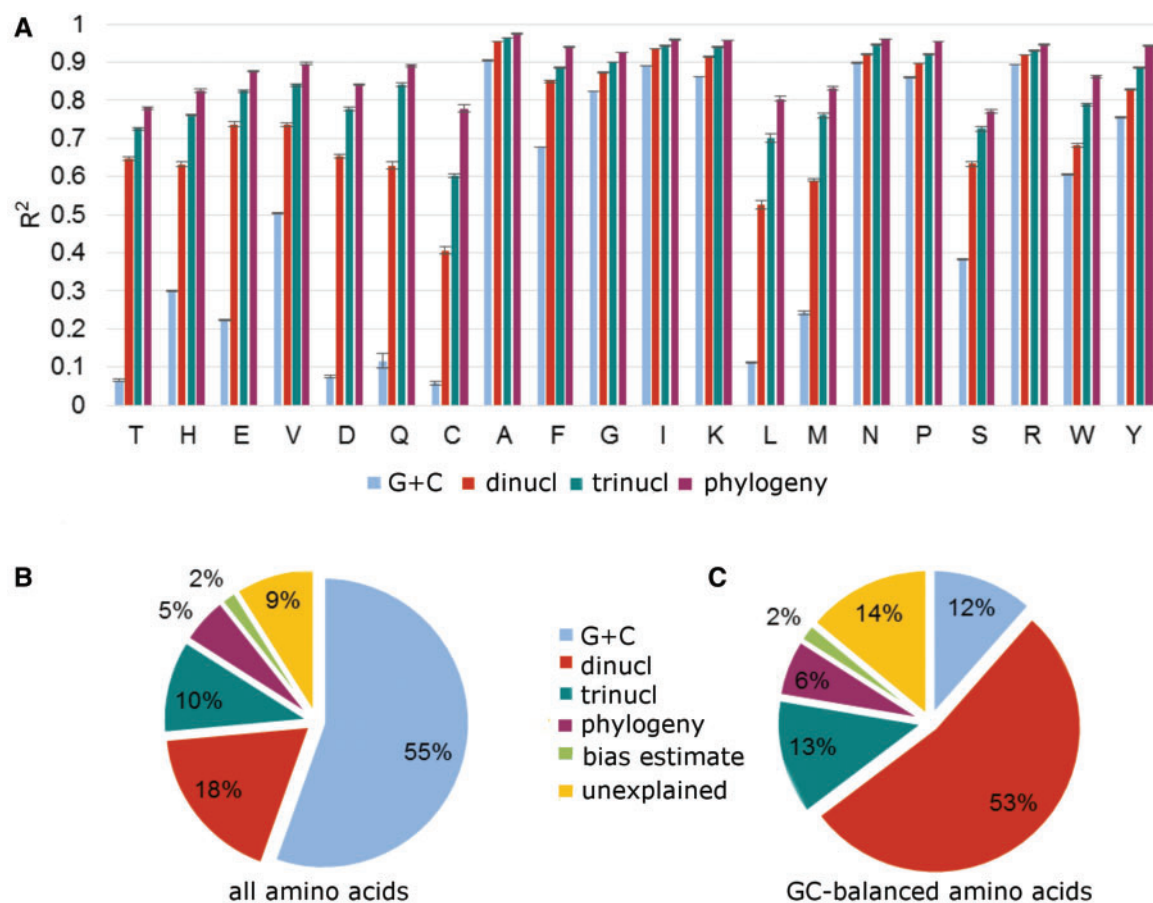 A
R2
1
0.9
0.8
0.7
0.6
0.5
0.4
0.3
0.2
0.1
0
T H E V D Q C A F G I K L M N P S R W Y
G+C dinucl trinucl phylogeny
B
2%
9%
5%
10%
18%
55%
all amino acids
G+C
dinucl
trinucl
phylogeny
bias estimate
unexplained
C
2%
14%
12%
6%
13%
53%
GC-balanced amino acids